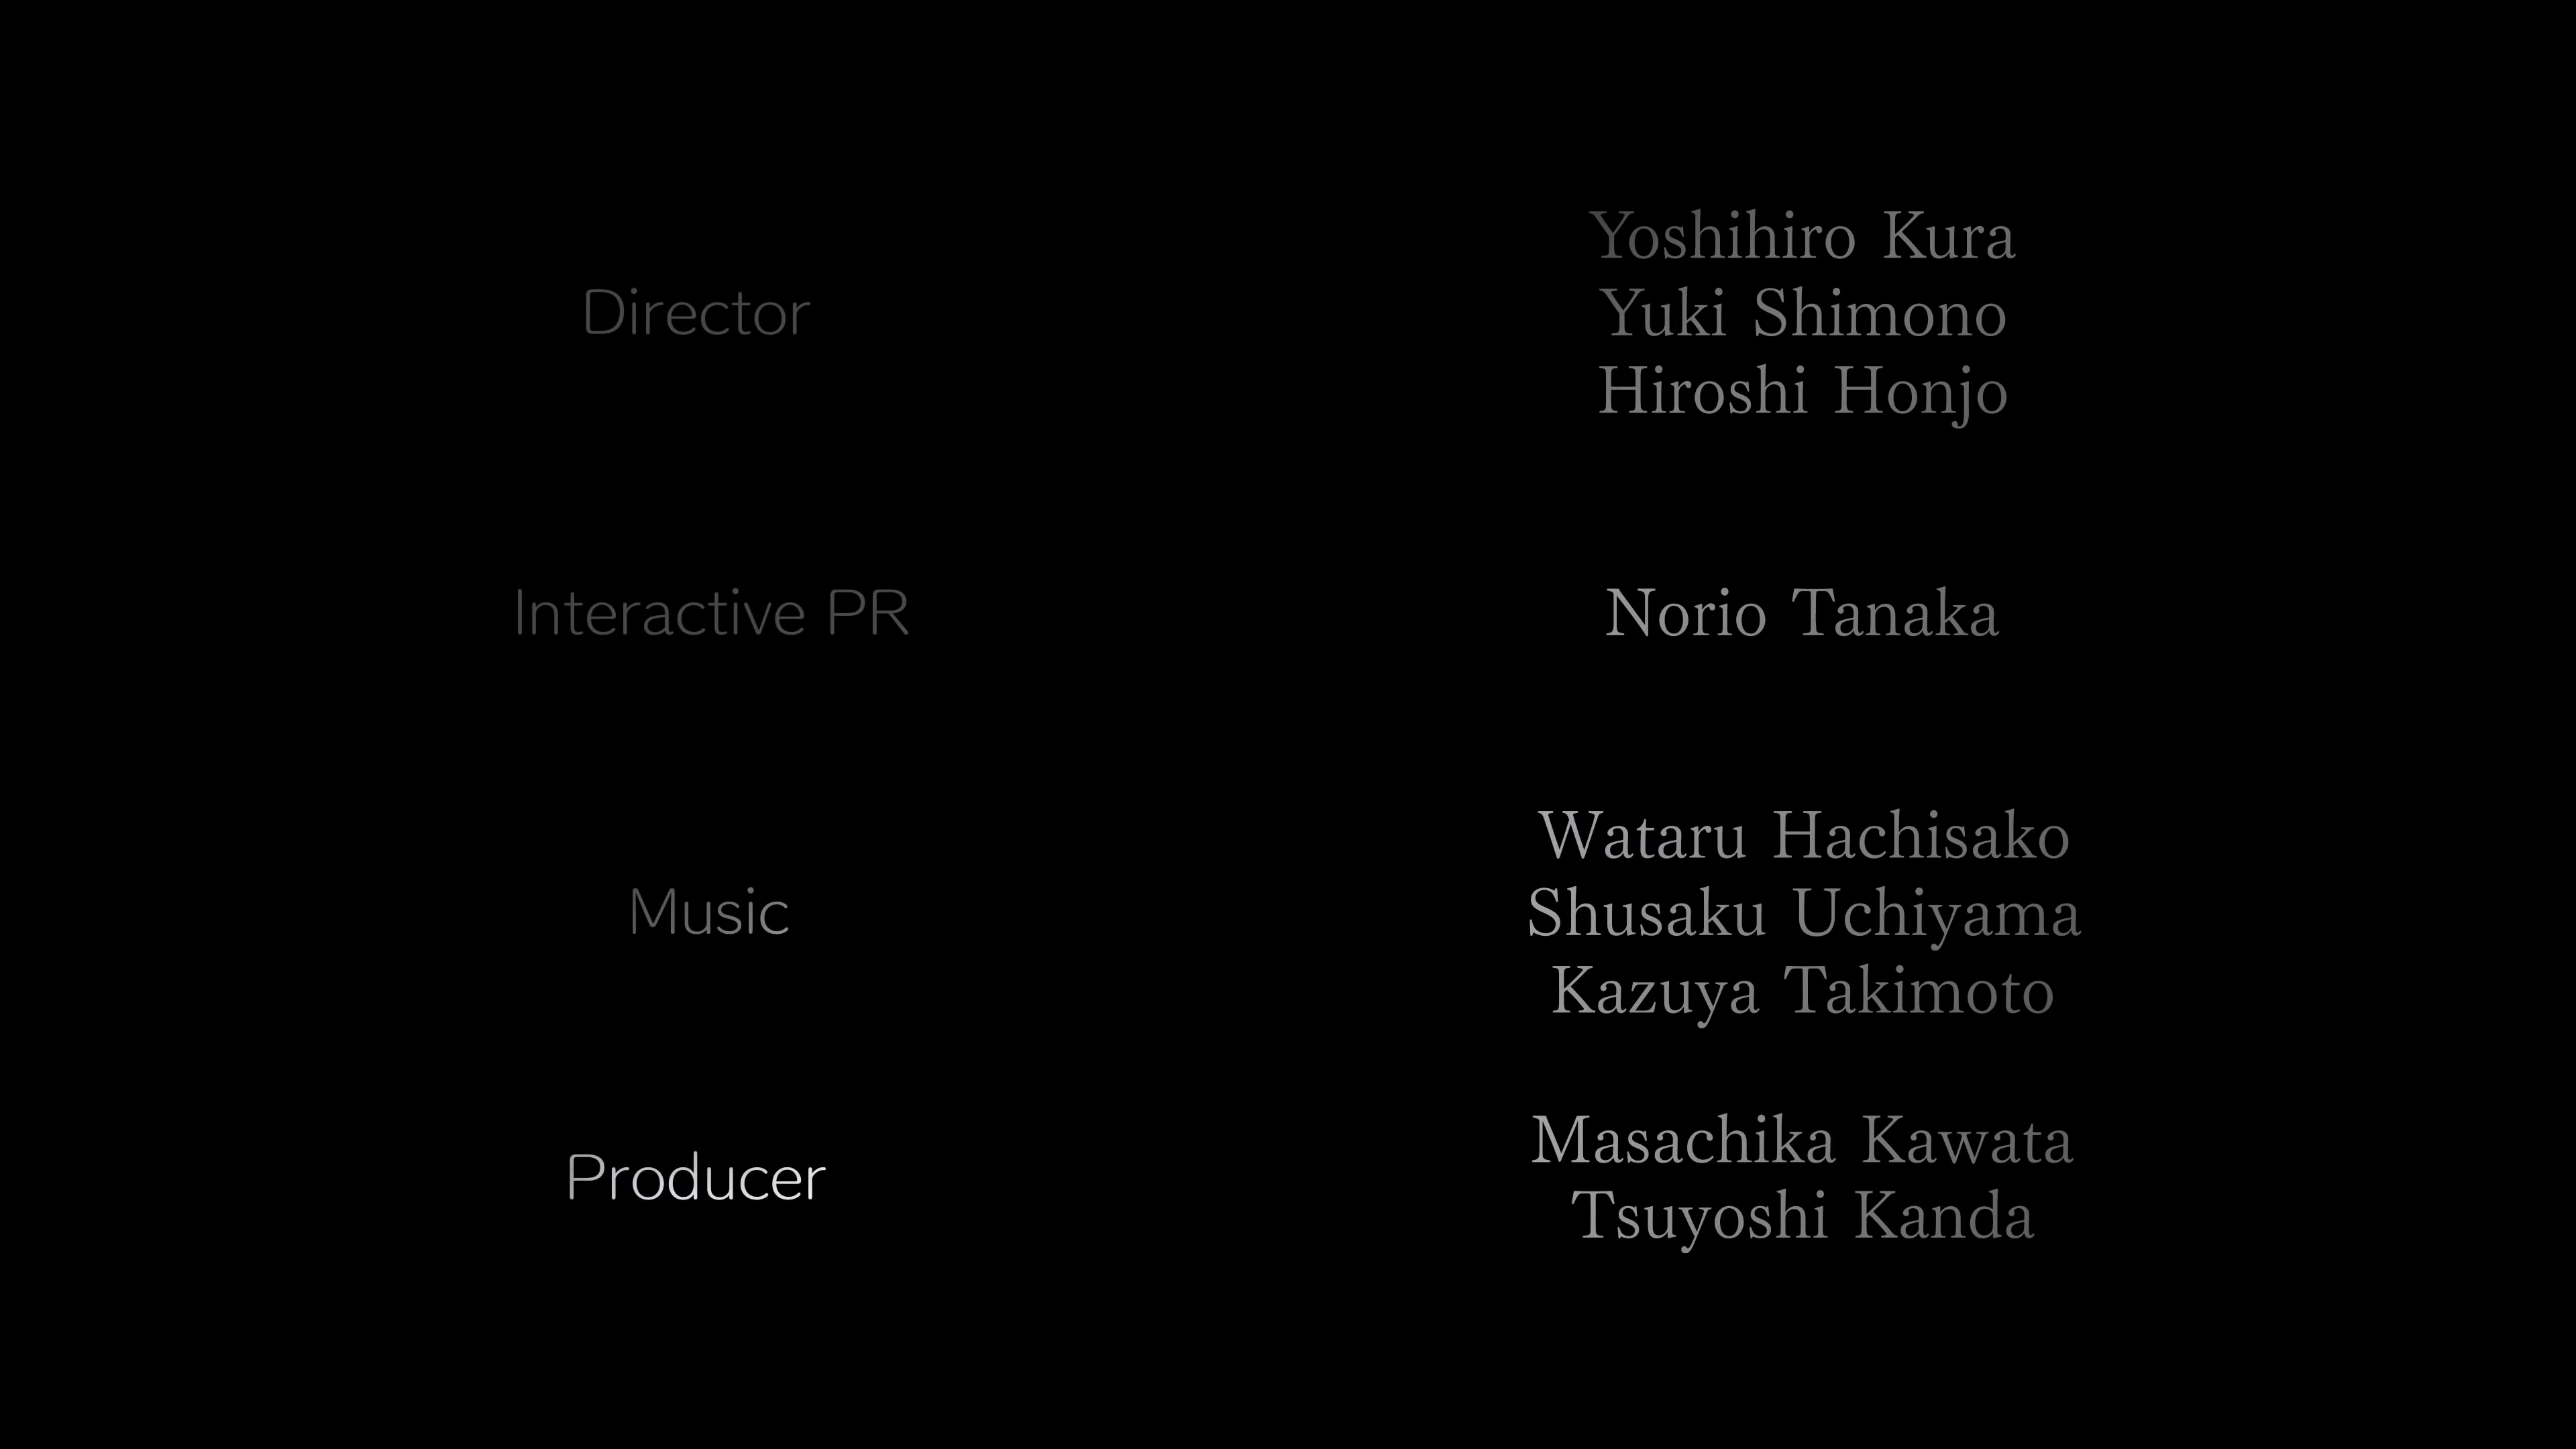 Director
Yoshihiro Kura
Yuki Shimono
Hiroshi Honjo
Interactive PR
Norio Tanaka
Music
Wataru Hachisako
Shusaku Uchiyama
Kazuya Takimoto
Producer
Masachika Kawata
Tsuyoshi Kanda